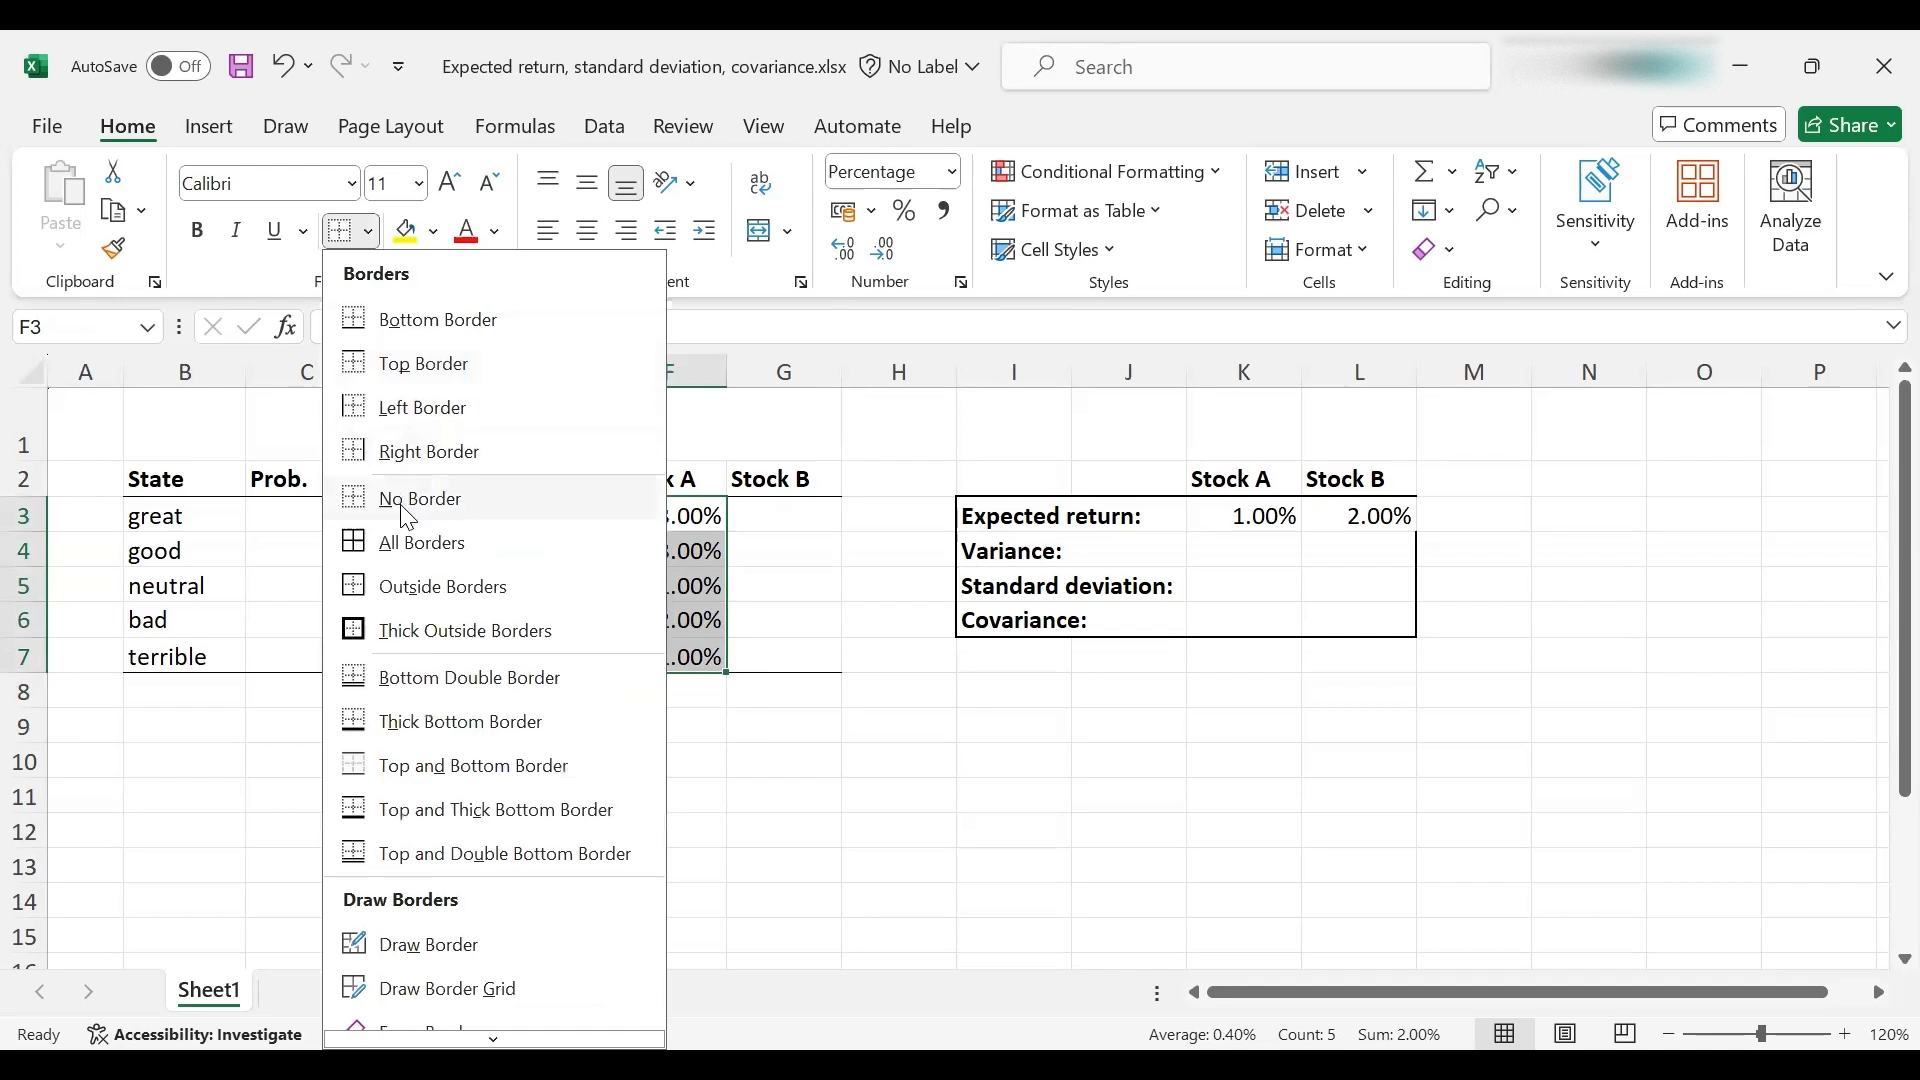 AutoSave Off Expected return, standard deviation, covariance.xlsx No Label Search
File Home Insert Draw Page Layout Formulas Data Review View Automate Help Comments Share
Paste
Clipboard
Calibri 11
B I U A
ab
Percentage
% 9
.00
Number
Conditional Formatting
Format as Table
Cell Styles
Styles
Insert
Delete
Format
Cells
Editing
Sensitivity
Sensitivity
Add-ins
Add-ins
Analyze
Data
F3 fx
A B C F G H I J K L M N O P
1
2 State Prob. k A Stock B Stock A Stock B
3 great .00% Expected return: 1.00% 2.00%
4 good .00% Variance:
5 neutral .00% Standard deviation:
6 bad .00% Covariance:
7 terrible .00%
8
9
10
11
12
13
14
15
Borders
Bottom Border
Top Border
Left Border
Right Border
No Border
All Borders
Outside Borders
Thick Outside Borders
Bottom Double Border
Thick Bottom Border
Top and Bottom Border
Top and Thick Bottom Border
Top and Double Bottom Border
Draw Borders
Draw Border
Draw Border Grid
Sheet1
Ready Accessibility: Investigate Average: 0.40% Count: 5 Sum: 2.00% 120%